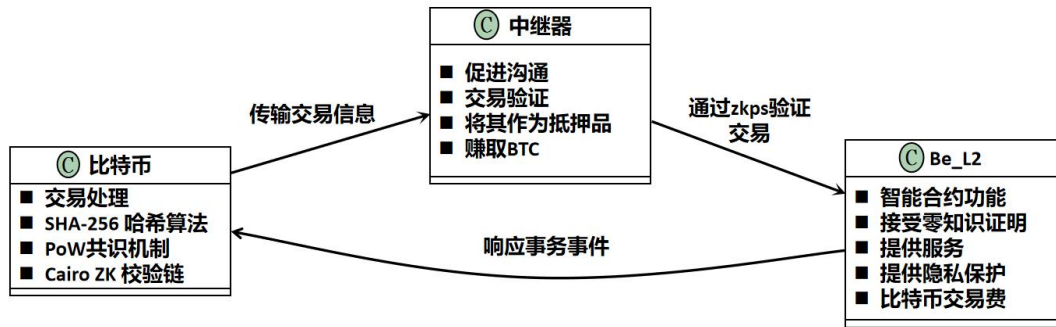 C 中继器
■ 促进沟通
■ 交易验证
■ 将其作为抵押品
■ 赚取BTC
传输交易信息
通过zkps验证
交易
C 比特币
■ 交易处理
■ SHA-256 哈希算法
■ PoW共识机制
■ Cairo ZK 校验链
C Be_L2
■ 智能合约功能
■ 接受零知识证明
■ 提供服务
■ 提供隐私保护
■ 比特币交易费
响应事务事件